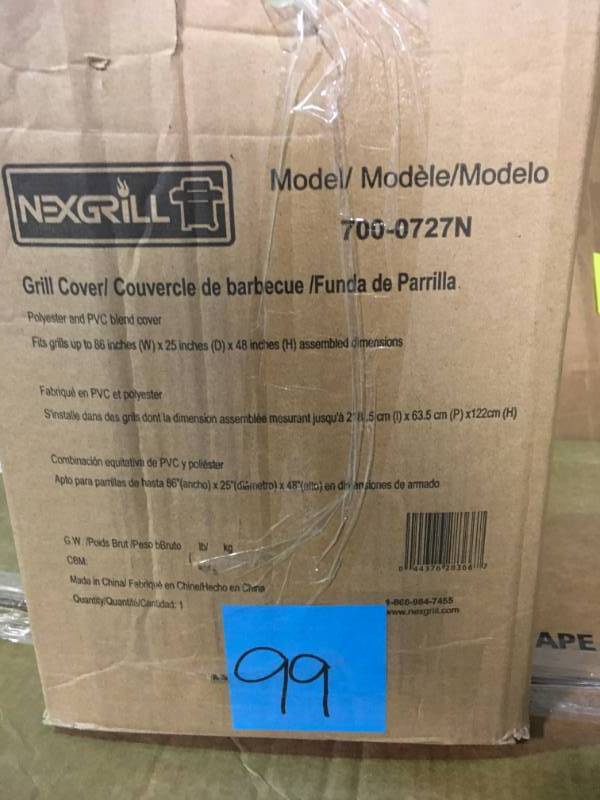 NEXGRILL
Model/ Modèle/Modelo
700-0727N
Grill Cover/ Couvercle de barbecue /Funda de Parrilla
Polyester and PVC blend cover
Fits grills up to 86 inches (W) x 25 inches (D) x 48 inches (H) assembled dimensions
Fabriqué en PVC et polyester
S'installe dans des grils dont la dimension assemblée mesurant jusqu'à .5 cm (l) x 63.5 cm (P) x122cm (H)
Combinación equitativa de PVC y poliéster
Apto para parrillas de hasta 86"(ancho) x 25"(diámetro) x 48"(alto) en dimensiones de armado
G.W. /Poids Brut /Peso bBruto lb/ kg
CBM:
Made in China/ Fabriqué en Chine/Hecho en China
Quantity/Quantité/Cantidad: 1
1-866-984-7455
www.nexgrill.com
99
APE